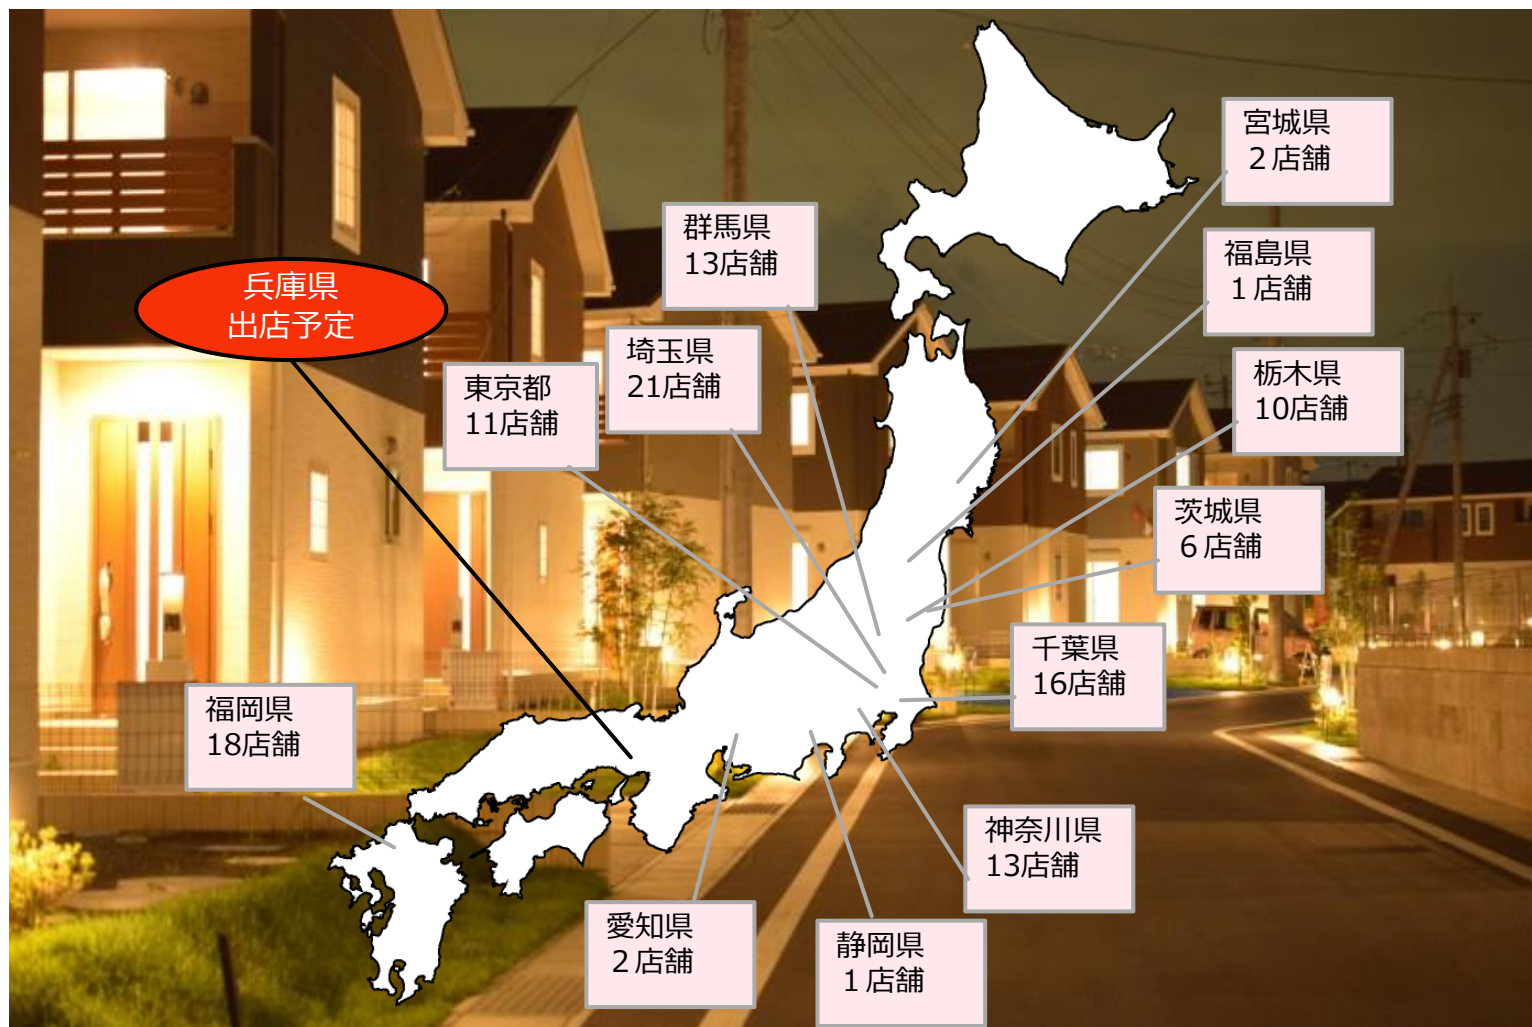 宮城県
２店舗
群馬県
13店舗
福島県
１店舗
兵庫県
出店予定
埼玉県
21店舗
栃木県
10店舗
東京都
11店舗
茨城県
６店舗
千葉県
16店舗
福岡県
18店舗
神奈川県
13店舗
愛知県
２店舗
静岡県
１店舗